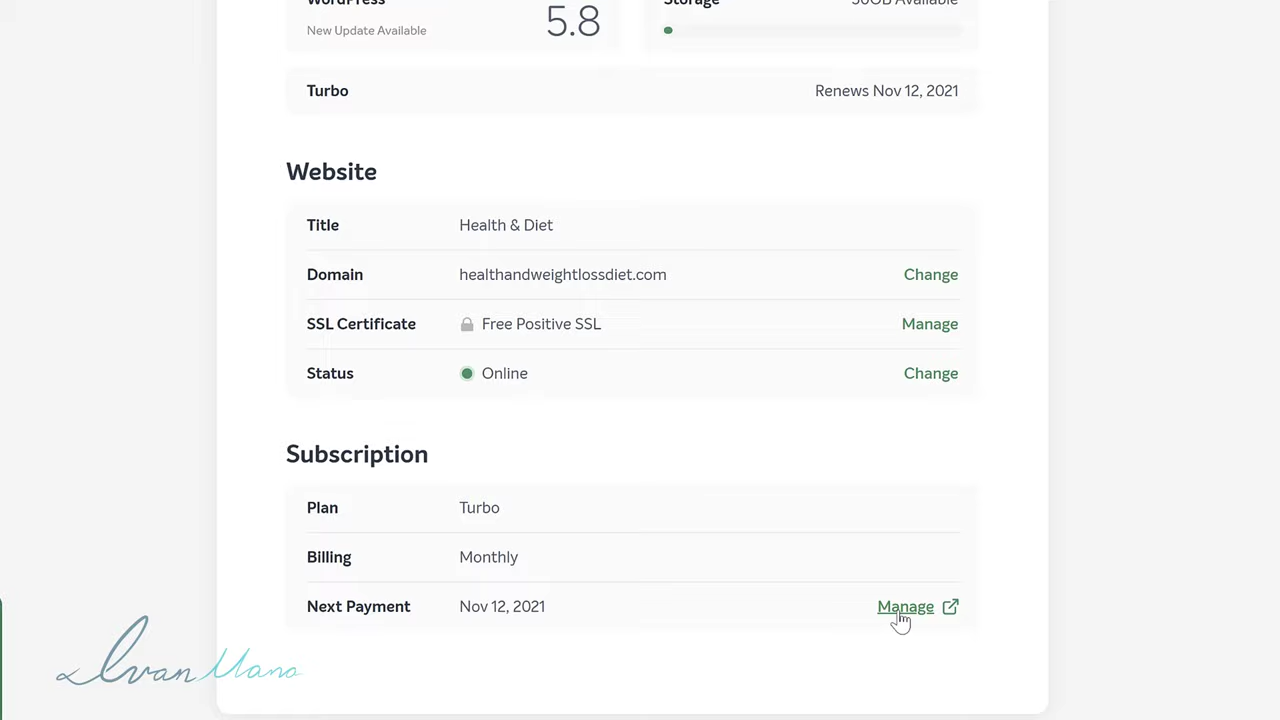 WordPress
Storage
50GB Available
New Update Available
5.8
Turbo
Renews Nov 12, 2021
Website
Title
Health & Diet
Domain
healthandweightlossdiet.com
Change
SSL Certificate
Free Positive SSL
Manage
Status
Online
Change
Subscription
Plan
Turbo
Billing
Monthly
Next Payment
Nov 12, 2021
Manage
Ivan Mana